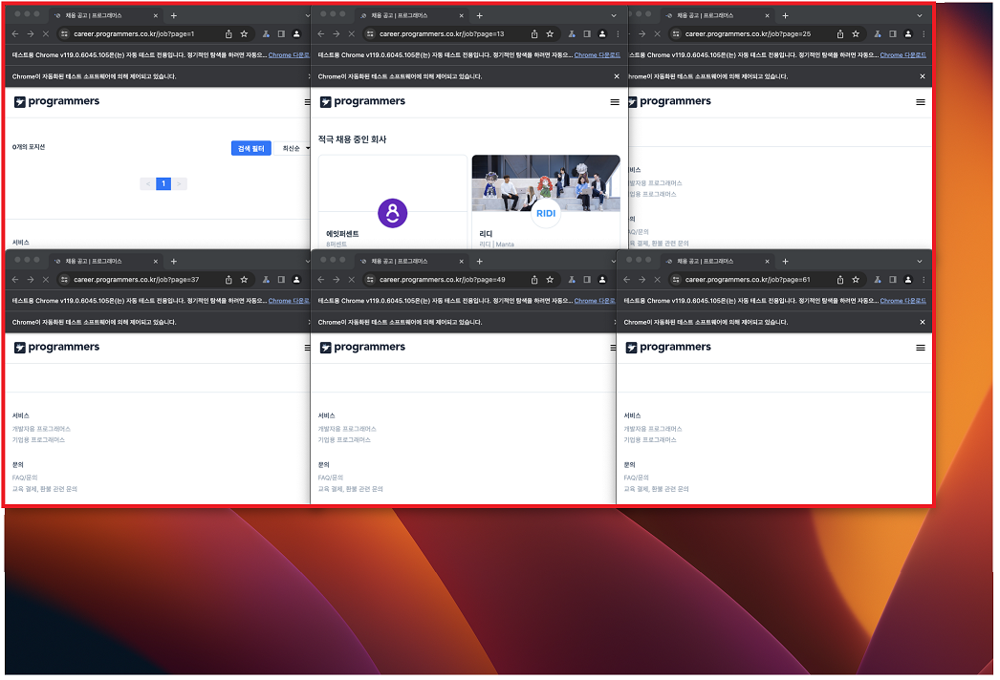 채용 공고 | 프로그래머스
career.programmers.co.kr/job?page=1
테스트용 Chrome v119.0.6045.105은(는) 자동 테스트 전용입니다. 정기적인 탐색을 하려면 자동으... Chrome 다운로
Chrome이 자동화된 테스트 소프트웨어에 의해 제어되고 있습니다.
programmers
0개의 포지션
검색 필터
최신순
< 1 >
서비스
채용 공고 | 프로그래머스
career.programmers.co.kr/job?page=13
테스트용 Chrome v119.0.6045.105은(는) 자동 테스트 전용입니다. 정기적인 탐색을 하려면 자동으... Chrome 다운로드
Chrome이 자동화된 테스트 소프트웨어에 의해 제어되고 있습니다.
programmers
적극 채용 중인 회사
에잇퍼센트
8퍼센트
RIDI
리디
리디 | Manta
채용 공고 | 프로그래머스
career.programmers.co.kr/job?page=25
테스트용 Chrome v119.0.6045.105은(는) 자동 테스트 전용입니다. 정기적인 탐색을 하려면 자동으... Chrome 다운로드
hrome이 자동화된 테스트 소프트웨어에 의해 제어되고 있습니다.
programmers
비스
발자용 프로그래머스
업용 프로그래머스
의
AQ/문의
육 결제, 환불 관련 문의
채용 공고 | 프로그래머스
career.programmers.co.kr/job?page=37
테스트용 Chrome v119.0.6045.105은(는) 자동 테스트 전용입니다. 정기적인 탐색을 하려면 자동으... Chrome 다운로
Chrome이 자동화된 테스트 소프트웨어에 의해 제어되고 있습니다.
programmers
서비스
개발자용 프로그래머스
기업용 프로그래머스
문의
FAQ/문의
교육 결제, 환불 관련 문의
채용 공고 | 프로그래머스
career.programmers.co.kr/job?page=49
테스트용 Chrome v119.0.6045.105은(는) 자동 테스트 전용입니다. 정기적인 탐색을 하려면 자동으... Chrome 다운로
Chrome이 자동화된 테스트 소프트웨어에 의해 제어되고 있습니다.
programmers
서비스
개발자용 프로그래머스
기업용 프로그래머스
문의
FAQ/문의
교육 결제, 환불 관련 문의
채용 공고 | 프로그래머스
career.programmers.co.kr/job?page=61
테스트용 Chrome v119.0.6045.105은(는) 자동 테스트 전용입니다. 정기적인 탐색을 하려면 자동으... Chrome 다운로드
Chrome이 자동화된 테스트 소프트웨어에 의해 제어되고 있습니다.
programmers
서비스
개발자용 프로그래머스
기업용 프로그래머스
문의
FAQ/문의
교육 결제, 환불 관련 문의